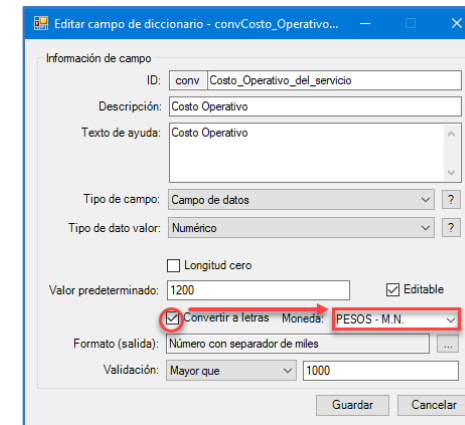 Editar campo de diccionario - convCosto_Operativo...
Información de campo
ID: conv Costo_Operativo_del_servicio
Descripción: Costo Operativo
Texto de ayuda: Costo Operativo
Tipo de campo: Campo de datos ?
Tipo de dato valor: Numérico ?
Longitud cero
Valor predeterminado: 1200 Editable
Convertir a letras Moneda: PESOS - M.N.
Formato (salida): Número con separador de miles ...
Validación: Mayor que 1000
Guardar Cancelar